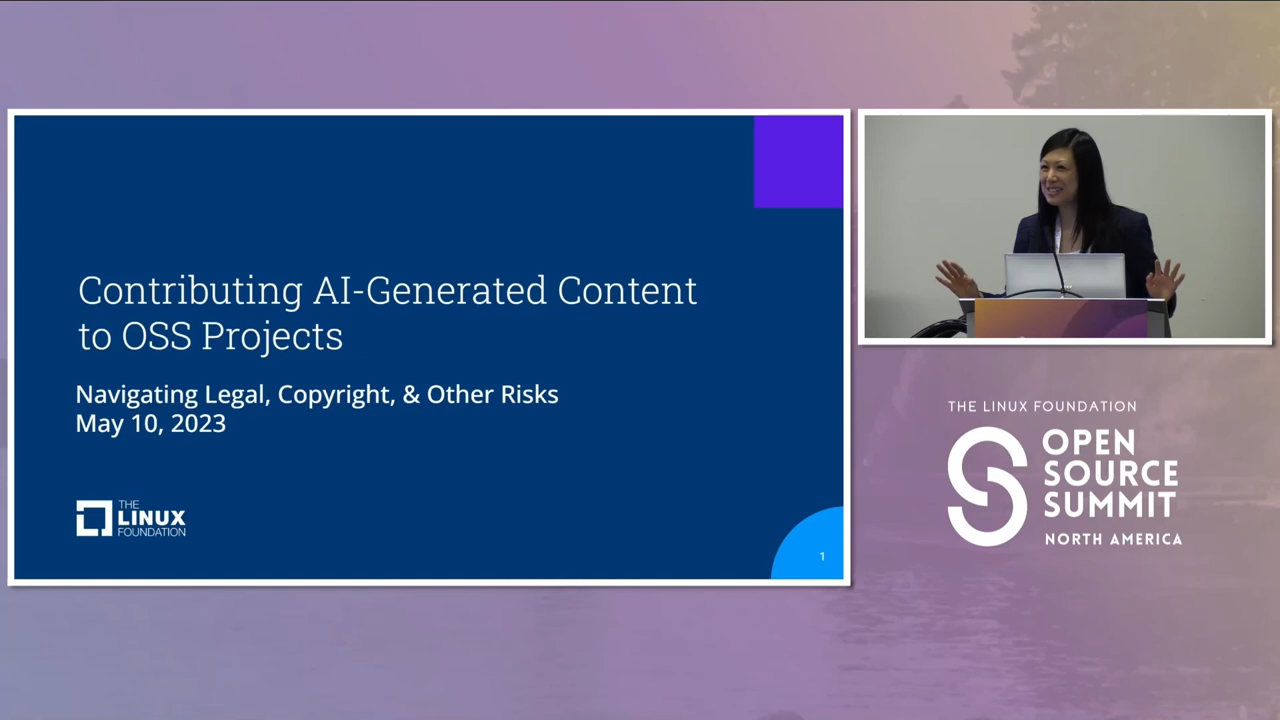 Contributing AI-Generated Content
to OSS Projects
Navigating Legal, Copyright, & Other Risks
May 10, 2023
THE
LINUX
FOUNDATION
1
THE LINUX FOUNDATION
OPEN
SOURCE
SUMMIT
NORTH AMERICA